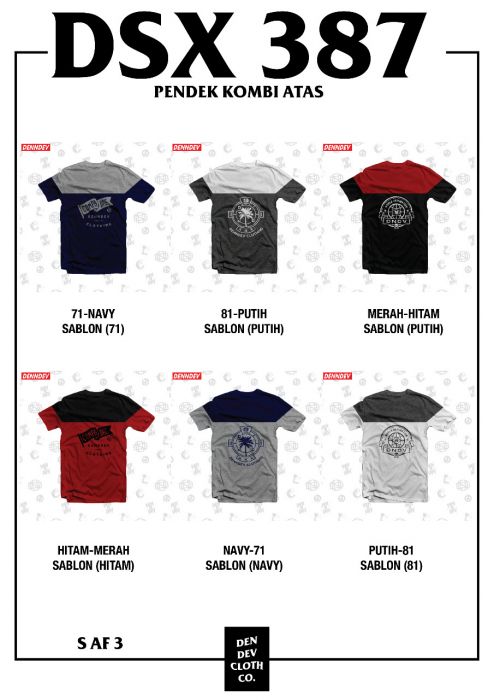 DSX 387
PENDEK KOMBI ATAS
DENNDEV
DENNDEV
DENNDEV
71-NAVY
SABLON (71)
81-PUTIH
SABLON (PUTIH)
MERAH-HITAM
SABLON (PUTIH)
DENNDEV
DENNDEV
DENNDEV
HITAM-MERAH
SABLON (HITAM)
NAVY-71
SABLON (NAVY)
PUTIH-81
SABLON (81)
S AF 3
DEN
DEV
CLOTH
CO.